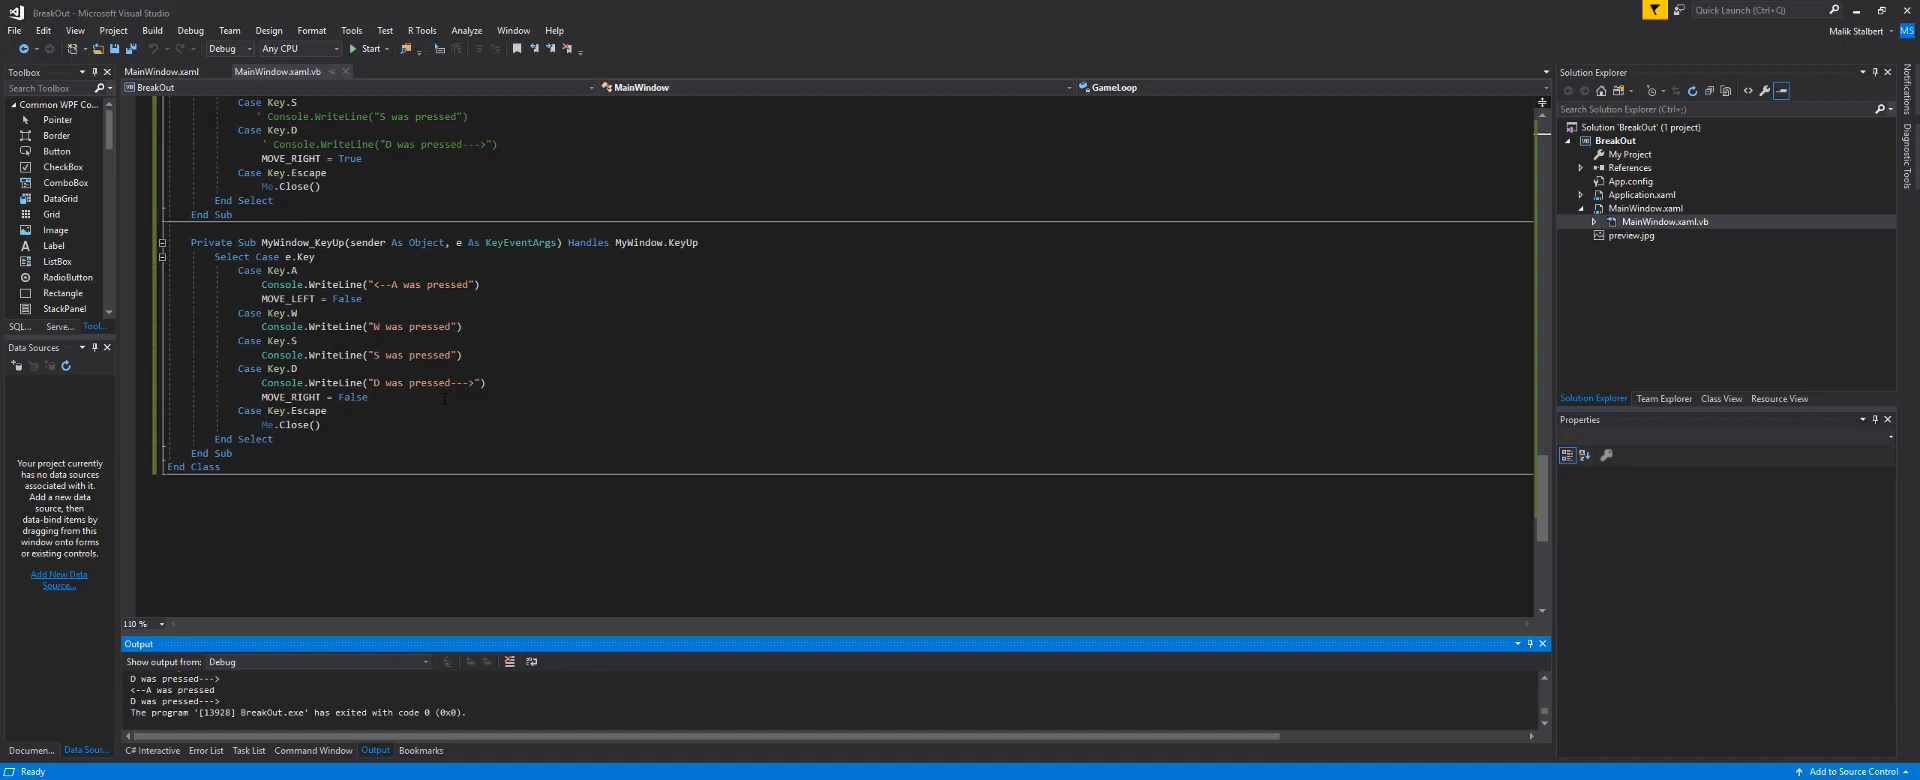 BreakOut - Microsoft Visual Studio
Quick Launch (Ctrl+Q)
File Edit View Project Build Debug Team Design Format Tools Test R Tools Analyze Window Help
Malik Stalbert MS
Debug Any CPU Start
Toolbox
Search Toolbox
Common WPF Co...
Pointer
Border
Button
CheckBox
ComboBox
DataGrid
Grid
Image
Label
ListBox
RadioButton
Rectangle
StackPanel
SQL... Serve... Tool...
Data Sources
Your project currently
has no data sources
associated with it.
Add a new data
source, then
data-bind items by
dragging from this
window onto forms
or existing controls.
Add New Data
Source...
Documen... Data Sour...
MainWindow.xaml MainWindow.xaml.vb
BreakOut MainWindow GameLoop
Case Key.S
' Console.WriteLine("S was pressed")
Case Key.D
' Console.WriteLine("D was pressed--->")
MOVE_RIGHT = True
Case Key.Escape
Me.Close()
End Select
End Sub
Private Sub MyWindow_KeyUp(sender As Object, e As KeyEventArgs) Handles MyWindow.KeyUp
Select Case e.Key
Case Key.A
Console.WriteLine("<--A was pressed")
MOVE_LEFT = False
Case Key.W
Console.WriteLine("W was pressed")
Case Key.S
Console.WriteLine("S was pressed")
Case Key.D
Console.WriteLine("D was pressed--->")
MOVE_RIGHT = False
Case Key.Escape
Me.Close()
End Select
End Sub
End Class
110 %
Output
Show output from: Debug
D was pressed--->
<--A was pressed
D was pressed--->
The program '[13928] BreakOut.exe' has exited with code 0 (0x0).
C# Interactive Error List Task List Command Window Output Bookmarks
Solution Explorer
Search Solution Explorer (Ctrl+;)
Solution 'BreakOut' (1 project)
BreakOut
My Project
References
App.config
Application.xaml
MainWindow.xaml
MainWindow.xaml.vb
preview.jpg
Solution Explorer Team Explorer Class View Resource View
Properties
Notifications
Diagnostic Tools
Ready
Add to Source Control